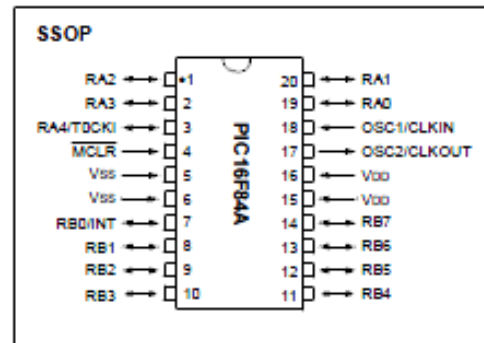 SSOP
RA2 •1 20 RA1
RA3 2 19 RA0
RA4/T0CKI 3 18 OSC1/CLKIN
MCLR 4 17 OSC2/CLKOUT
VSS 5 16 VDD
VSS 6 15 VDD
RB0/INT 7 14 RB7
RB1 8 13 RB6
RB2 9 12 RB5
RB3 10 11 RB4
PIC16F84A